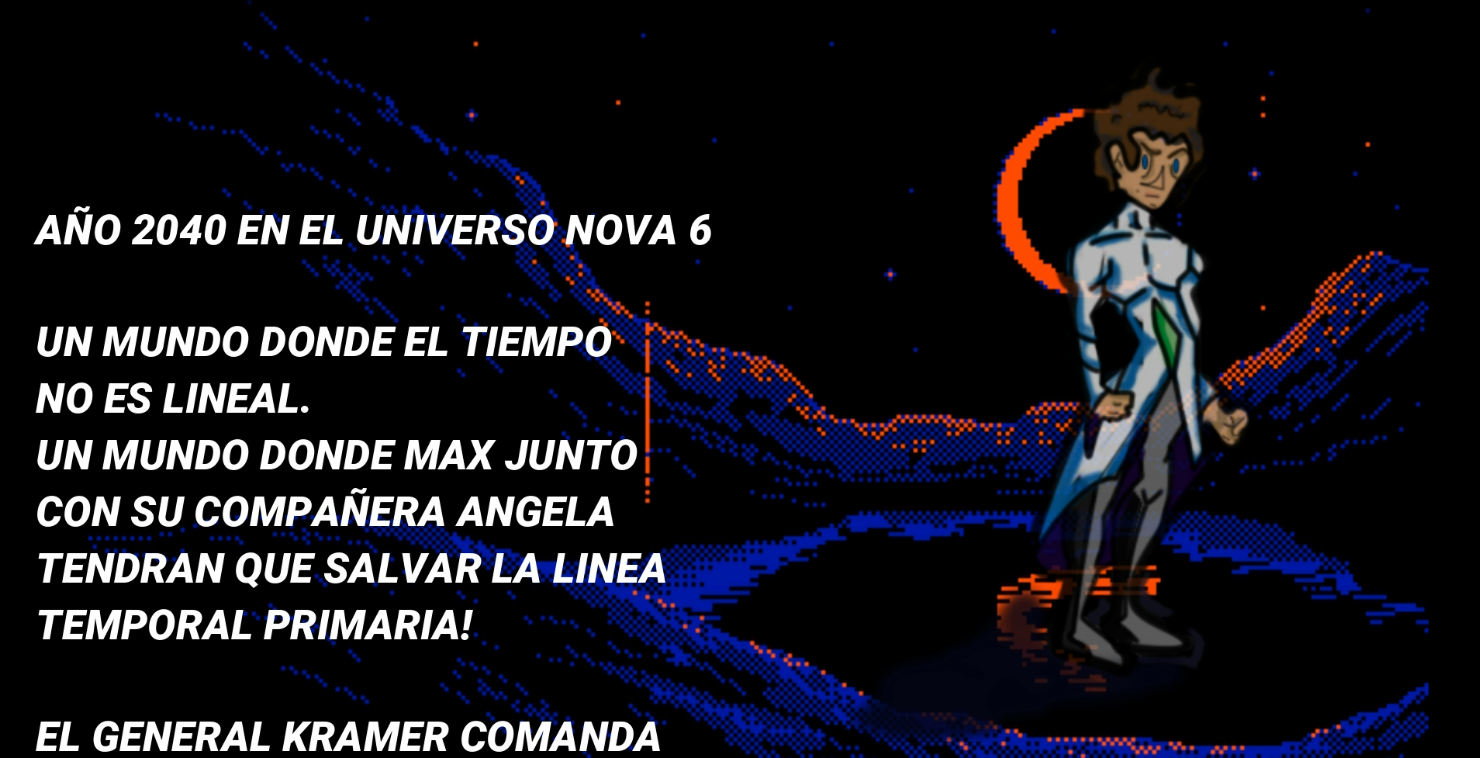 AÑO 2040 EN EL UNIVERSO NOVA 6
UN MUNDO DONDE EL TIEMPO
NO ES LINEAL.
UN MUNDO DONDE MAX JUNTO
CON SU COMPAÑERA ANGELA
TENDRAN QUE SALVAR LA LINEA
TEMPORAL PRIMARIA!
EL GENERAL KRAMER COMANDA